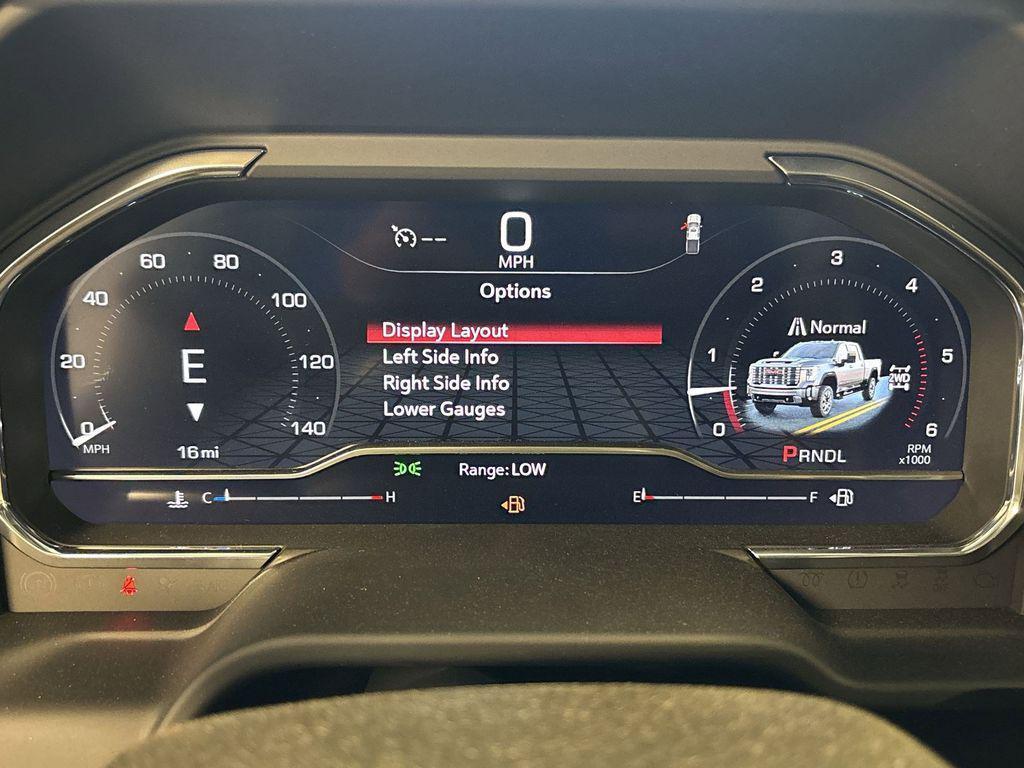 0
MPH
--
Options
Display Layout
Left Side Info
Right Side Info
Lower Gauges
0
20
40
60
80
100
120
140
MPH
E
16 mi
0
1
2
3
4
5
6
Normal
2WD
PRNDL
RPM
x1000
Range: LOW
C H
E F